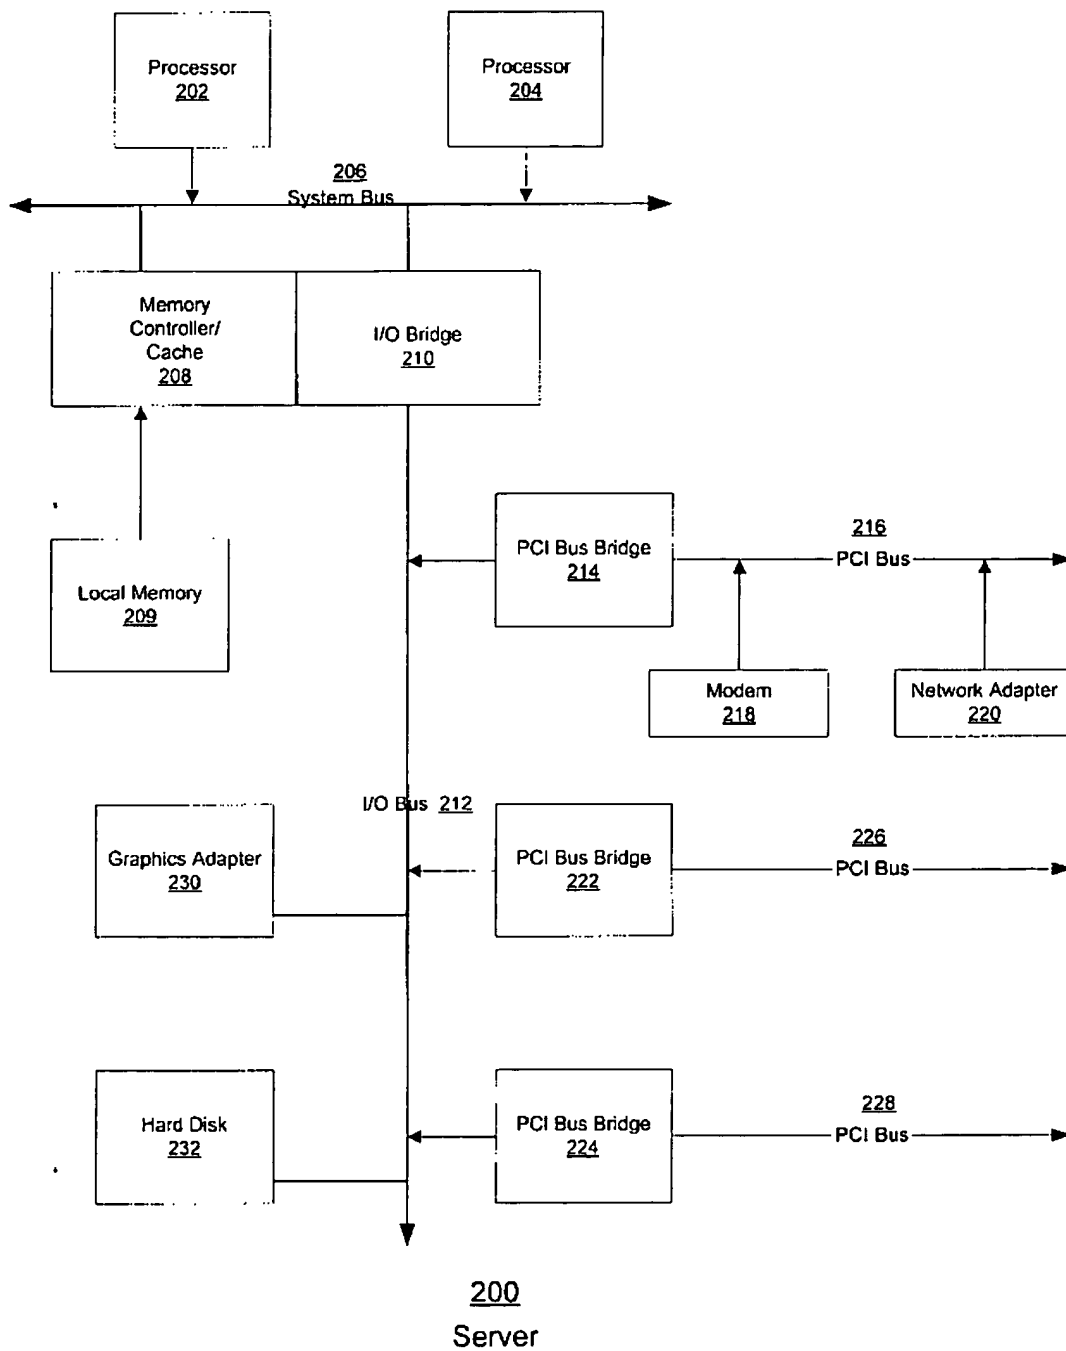 Processor
202
Processor
204
206
System Bus
Memory
Controller/
Cache
208
I/O Bridge
210
PCI Bus Bridge
214
216
PCI Bus
Local Memory
209
Modem
218
Network Adapter
220
I/O Bus 212
Graphics Adapter
230
PCI Bus Bridge
222
226
PCI Bus
Hard Disk
232
PCI Bus Bridge
224
228
PCI Bus
200
Server